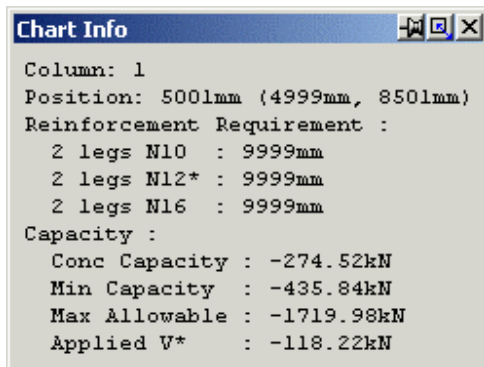 Chart Info
Column: 1
Position: 5001mm (4999mm, 8501mm)
Reinforcement Requirement :
2 legs N10 : 9999mm
2 legs N12* : 9999mm
2 legs N16 : 9999mm
Capacity :
Conc Capacity : -274.52kN
Min Capacity : -435.84kN
Max Allowable : -1719.98kN
Applied V* : -118.22kN